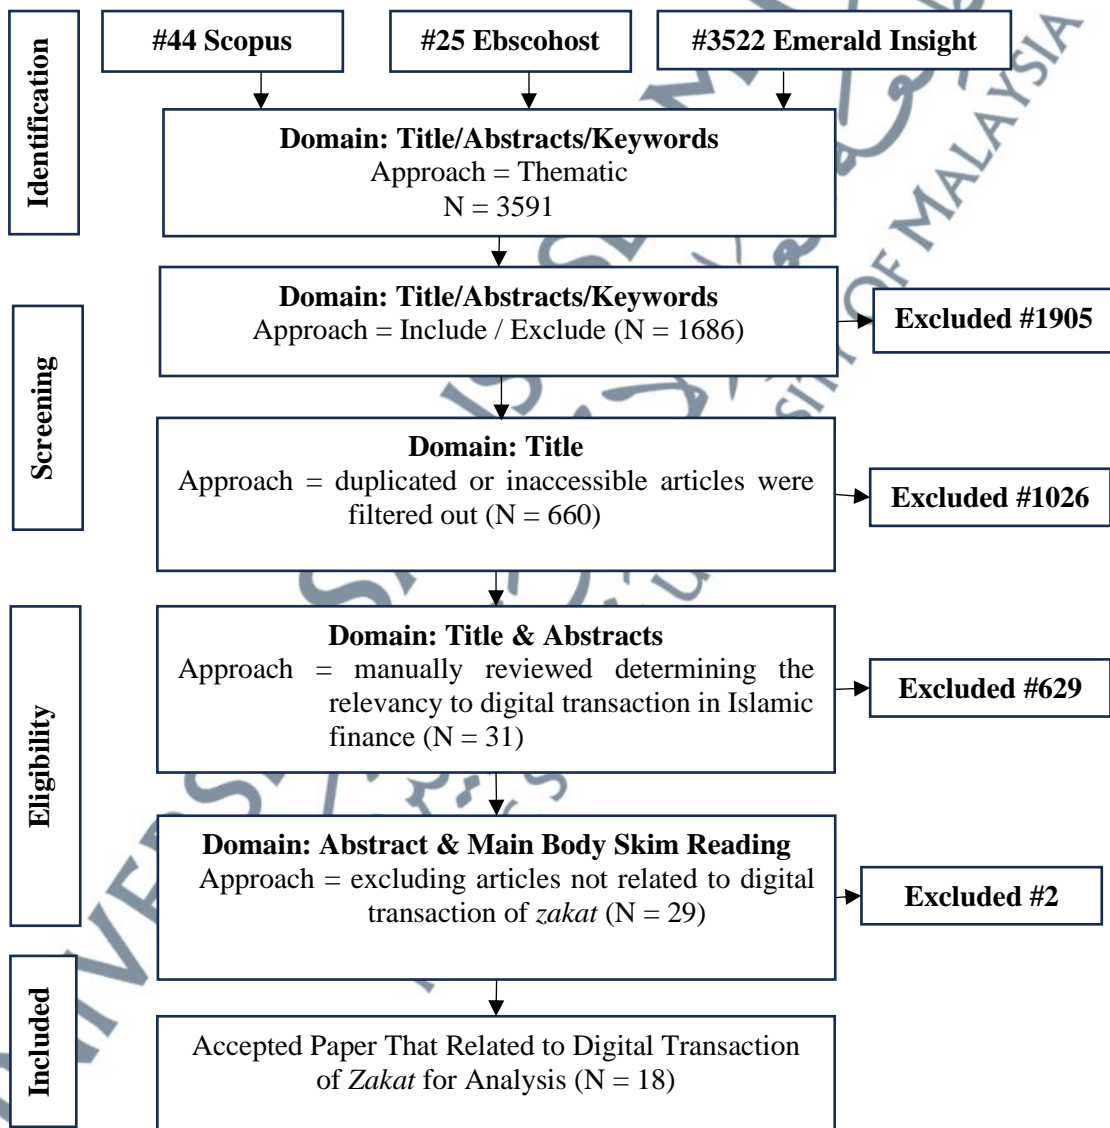 Identification
#44 Scopus
#25 Ebscohost
#3522 Emerald Insight
Domain: Title/Abstracts/Keywords
Approach = Thematic
N = 3591
Screening
Domain: Title/Abstracts/Keywords
Approach = Include / Exclude (N = 1686)
Excluded #1905
Domain: Title
Approach = duplicated or inaccessible articles were
filtered out (N = 660)
Excluded #1026
Eligibility
Domain: Title & Abstracts
Approach = manually reviewed determining the
relevancy to digital transaction in Islamic
finance (N = 31)
Excluded #629
Domain: Abstract & Main Body Skim Reading
Approach = excluding articles not related to digital
transaction of zakat (N = 29)
Excluded #2
Included
Accepted Paper That Related to Digital Transaction
of Zakat for Analysis (N = 18)
OF MALAYSIA